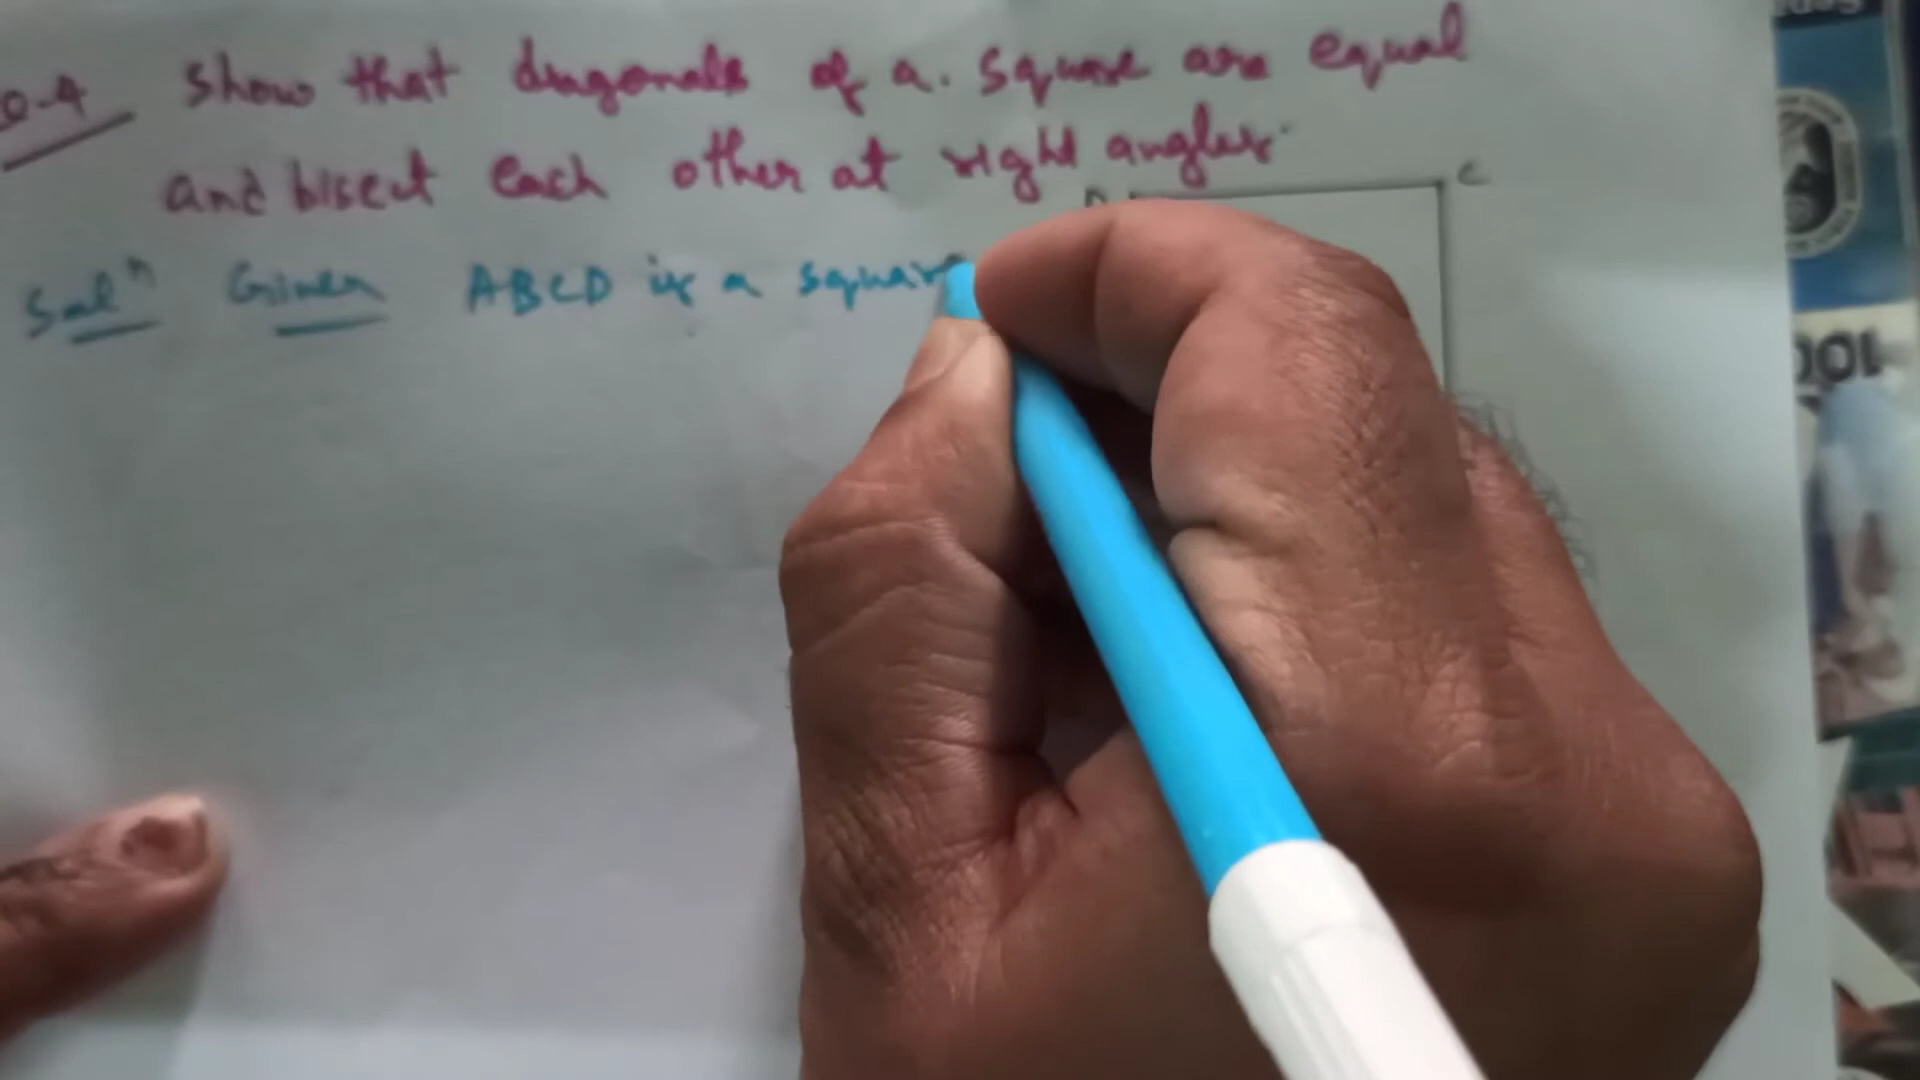 Q-4 Show that diagonals of a square are equal
and bisect each other at right angles.
D C
Solⁿ Given ABCD is a square